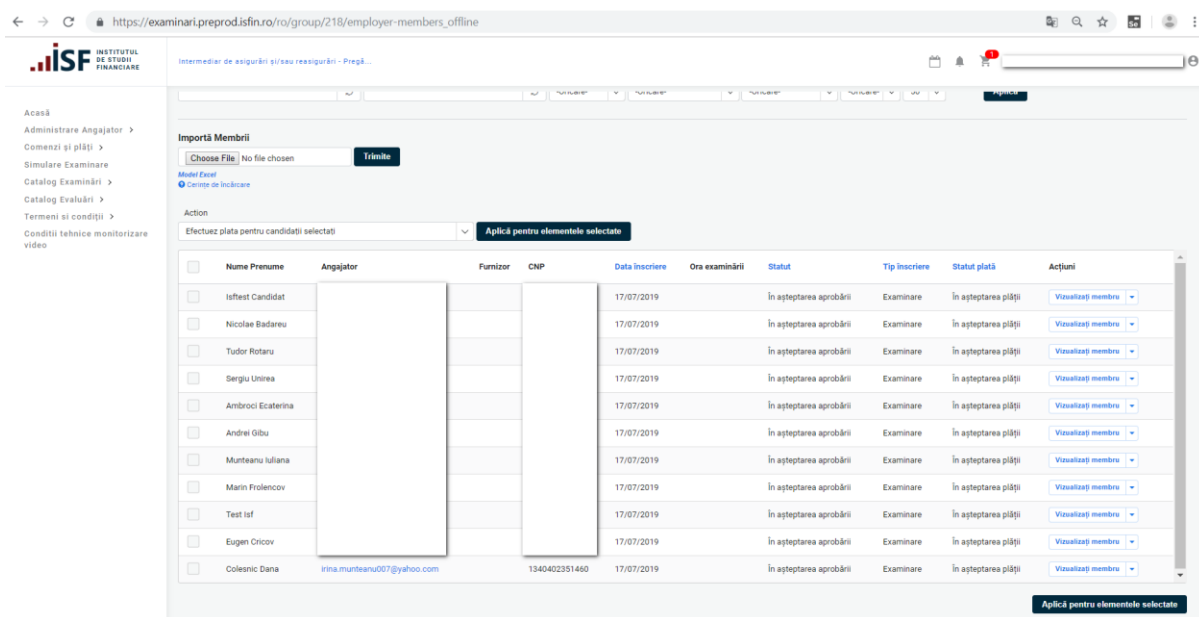 https://examinari.preprod.isfin.ro/ro/group/218/employer-members_offline
ISF INSTITUTUL DE STUDII FINANCIARE
Intermediar de asigurări și/sau reasigurări - Pregă...
1
Acasă
Administrare Angajator
Comenzi și plăți
Simulare Examinare
Catalog Examinări
Catalog Evaluări
Termeni si condiții
Conditii tehnice monitorizare video
-Oricare- -Oricare- -Oricare- -Oricare- 50 Aplică
Importă Membrii
Choose File No file chosen Trimite
Model Excel
Cerințe de încărcare
Action
Efectuez plata pentru candidații selectati Aplică pentru elementele selectate
Nume Prenume Angajator Furnizor CNP Data înscriere Ora examinării Statut Tip înscriere Statut plată Acțiuni
Isftest Candidat 17/07/2019 În așteptarea aprobării Examinare În așteptarea plății Vizualizați membru
Nicolae Badareu 17/07/2019 În așteptarea aprobării Examinare În așteptarea plății Vizualizați membru
Tudor Rotaru 17/07/2019 În așteptarea aprobării Examinare În așteptarea plății Vizualizați membru
Sergiu Unirea 17/07/2019 În așteptarea aprobării Examinare În așteptarea plății Vizualizați membru
Ambroci Ecaterina 17/07/2019 În așteptarea aprobării Examinare În așteptarea plății Vizualizați membru
Andrei Gibu 17/07/2019 În așteptarea aprobării Examinare În așteptarea plății Vizualizați membru
Munteanu Iuliana 17/07/2019 În așteptarea aprobării Examinare În așteptarea plății Vizualizați membru
Marin Frolencov 17/07/2019 În așteptarea aprobării Examinare În așteptarea plății Vizualizați membru
Test Isf 17/07/2019 În așteptarea aprobării Examinare În așteptarea plății Vizualizați membru
Eugen Cricov 17/07/2019 În așteptarea aprobării Examinare În așteptarea plății Vizualizați membru
Colesnic Dana irina.munteanu007@yahoo.com 1340402351460 17/07/2019 În așteptarea aprobării Examinare În așteptarea plății Vizualizați membru
Aplică pentru elementele selectate